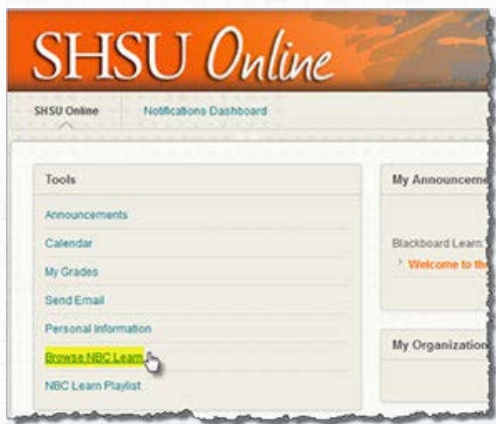 SHSU Online
SHSU Online Notifications Dashboard
Tools
Announcements
Calendar
My Grades
Send Email
Personal Information
Browse NBC Learn
NBC Learn Playlist
My Announceme
Blackboard Learn
Welcome to the
My Organization